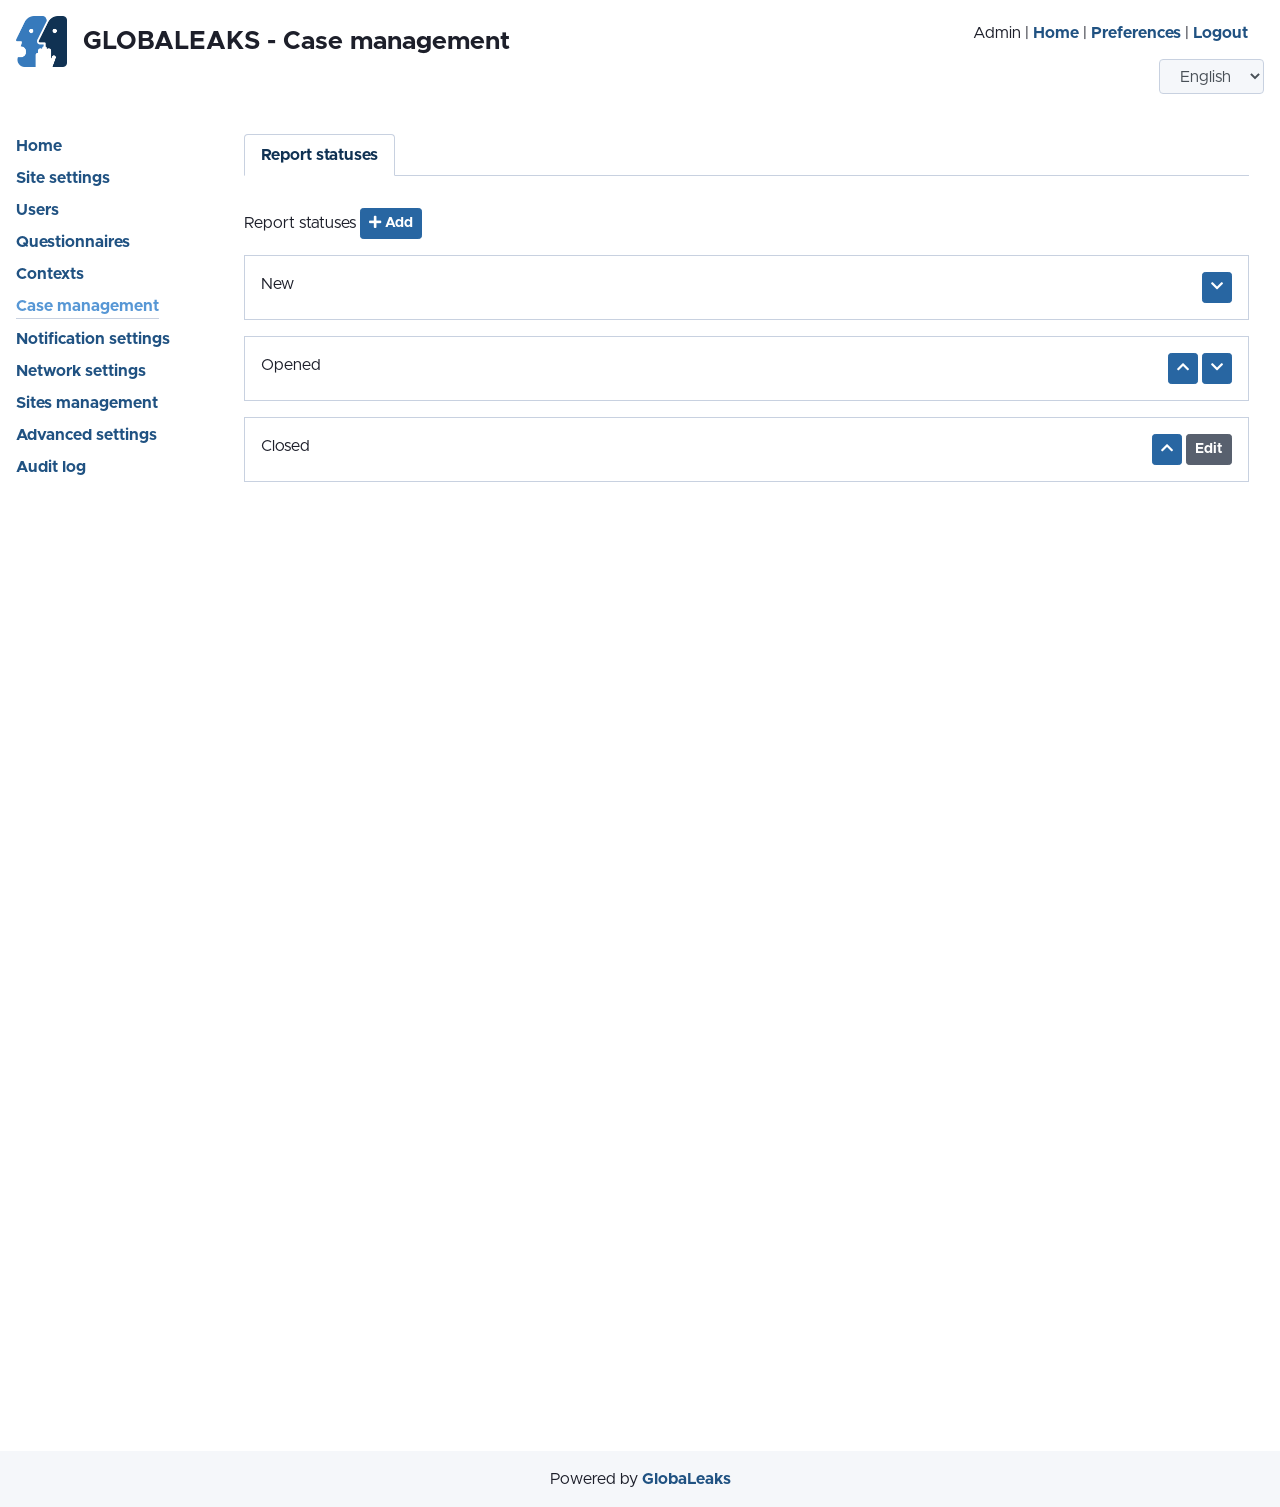 GLOBALEAKS - Case management
Admin | Home | Preferences | Logout
English
Home
Site settings
Users
Questionnaires
Contexts
Case management
Notification settings
Network settings
Sites management
Advanced settings
Audit log
Report statuses
Report statuses Add
New
Opened
Closed
Edit
Powered by GlobaLeaks